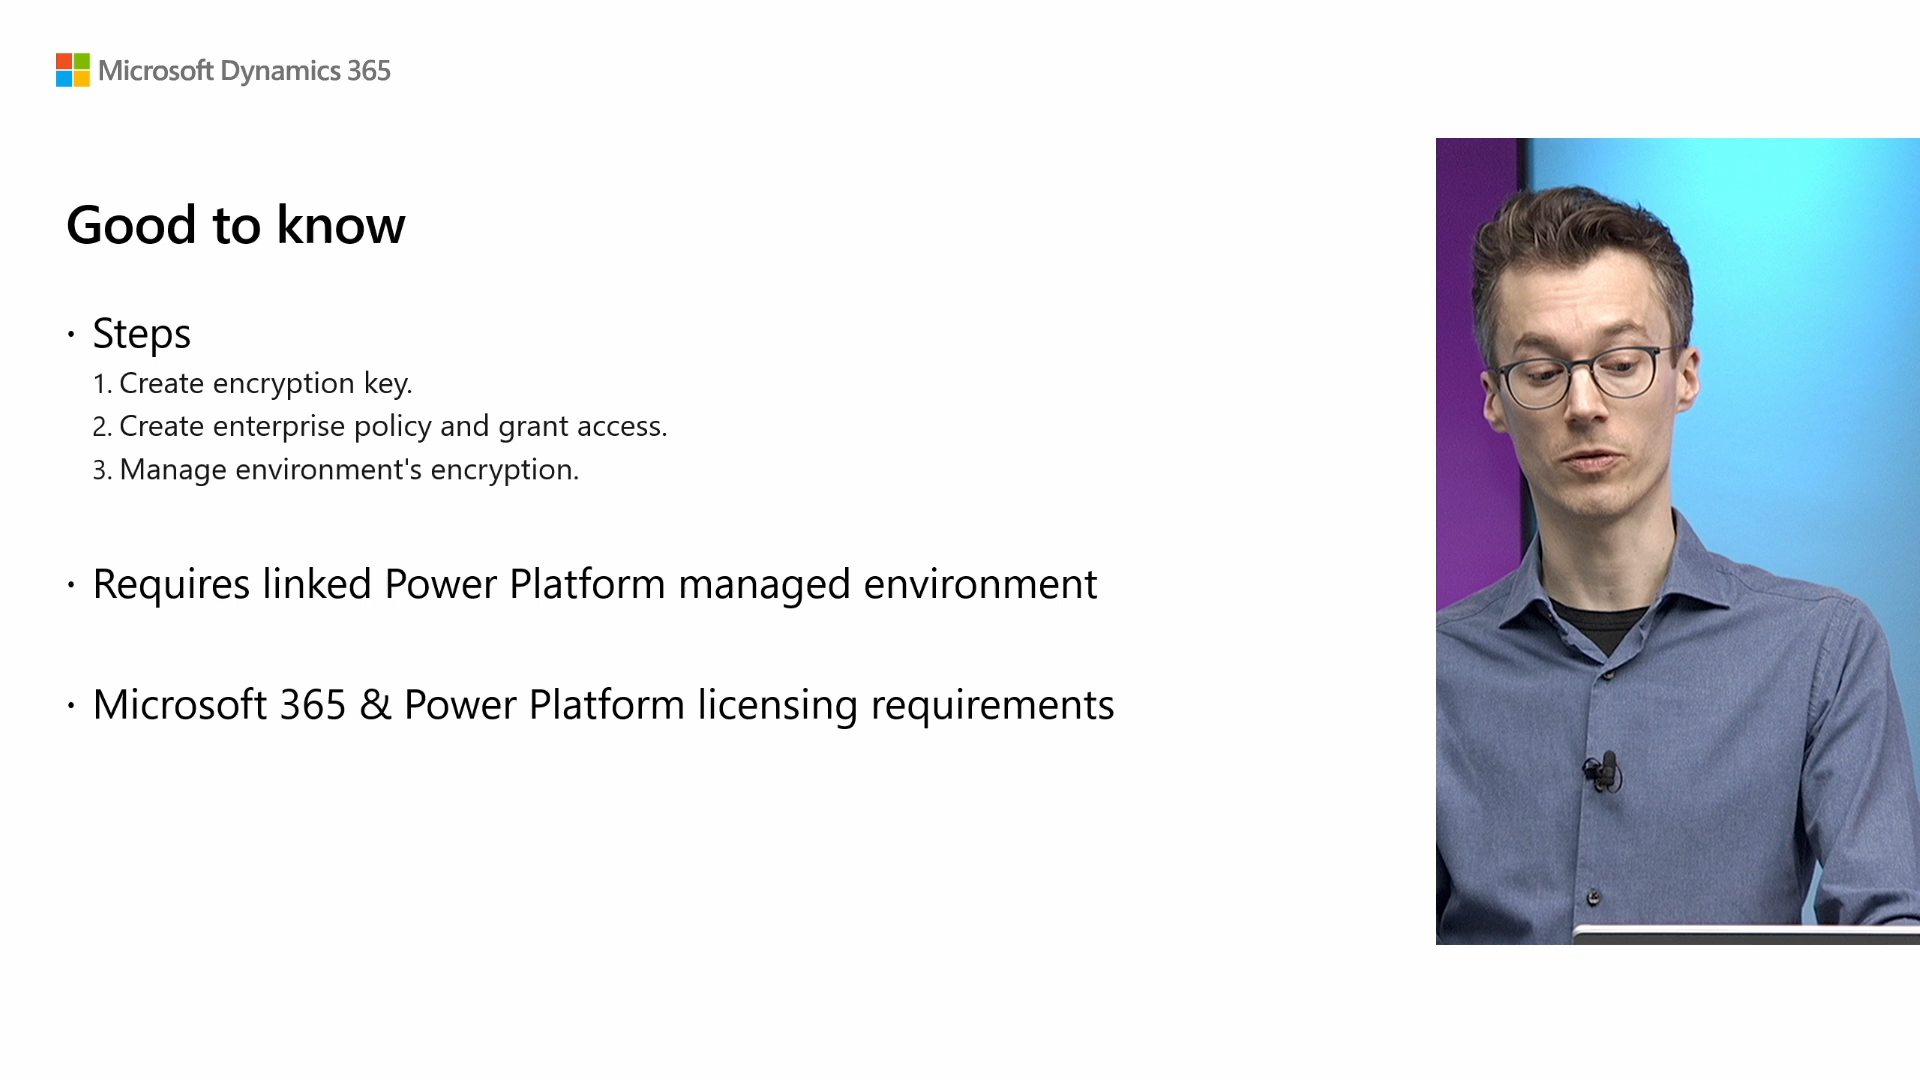 Microsoft Dynamics 365
Good to know
· Steps
1. Create encryption key.
2. Create enterprise policy and grant access.
3. Manage environment's encryption.
· Requires linked Power Platform managed environment
· Microsoft 365 & Power Platform licensing requirements